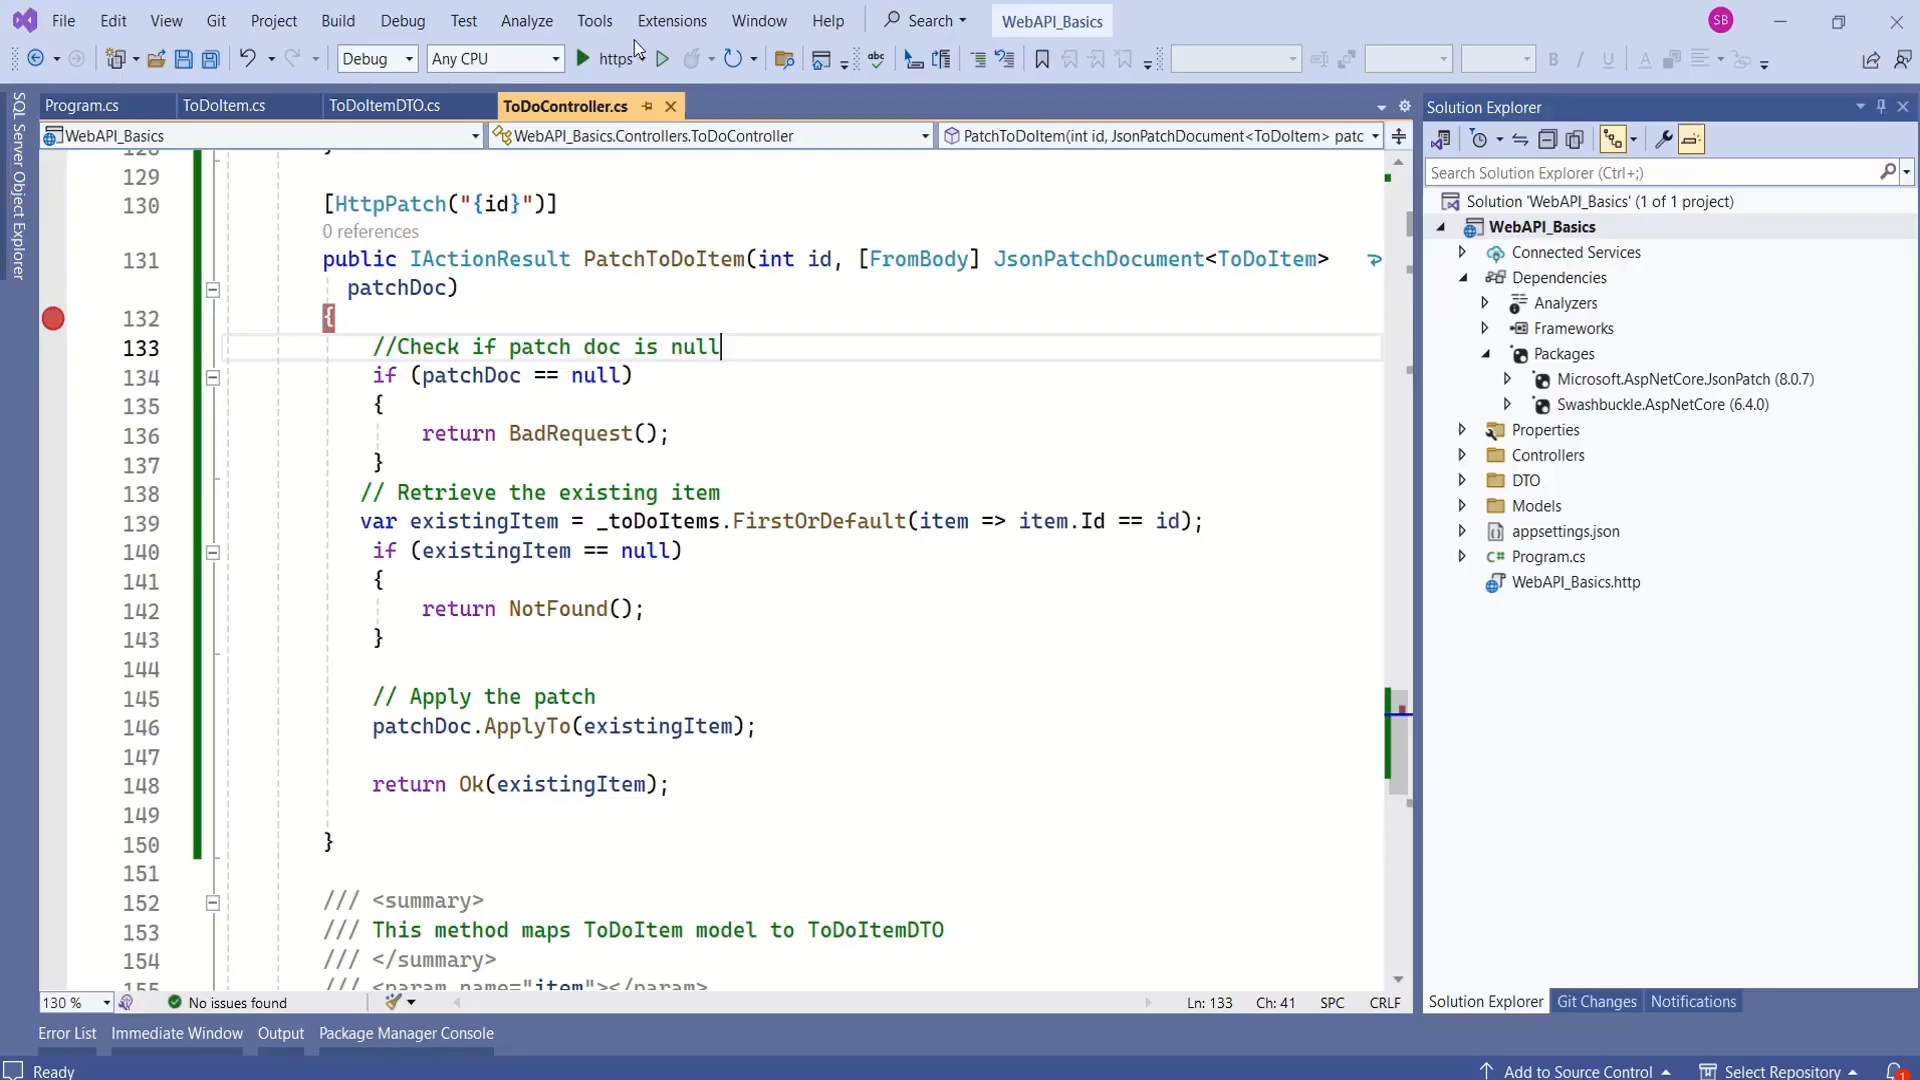 File Edit View Git Project Build Debug Test Analyze Tools Extensions Window Help Search WebAPI_Basics SB
Debug Any CPU https
Program.cs ToDoItem.cs ToDoItemDTO.cs ToDoController.cs
WebAPI_Basics WebAPI_Basics.Controllers.ToDoController PatchToDoItem(int id, JsonPatchDocument<ToDoItem> patc
SQL Server Object Explorer
129
130 [HttpPatch("{id}")]
0 references
131 public IActionResult PatchToDoItem(int id, [FromBody] JsonPatchDocument<ToDoItem>
patchDoc)
132 {
133 //Check if patch doc is null
134 if (patchDoc == null)
135 {
136 return BadRequest();
137 }
138 // Retrieve the existing item
139 var existingItem = _toDoItems.FirstOrDefault(item => item.Id == id);
140 if (existingItem == null)
141 {
142 return NotFound();
143 }
144
145 // Apply the patch
146 patchDoc.ApplyTo(existingItem);
147
148 return Ok(existingItem);
149
150 }
151
152 /// <summary>
153 /// This method maps ToDoItem model to ToDoItemDTO
154 /// </summary>
155 /// <param name="item"></param>
130 % No issues found Ln: 133 Ch: 41 SPC CRLF
Error List Immediate Window Output Package Manager Console
Ready Add to Source Control Select Repository 1
Solution Explorer
Search Solution Explorer (Ctrl+;)
Solution 'WebAPI_Basics' (1 of 1 project)
WebAPI_Basics
Connected Services
Dependencies
Analyzers
Frameworks
Packages
Microsoft.AspNetCore.JsonPatch (8.0.7)
Swashbuckle.AspNetCore (6.4.0)
Properties
Controllers
DTO
Models
appsettings.json
C# Program.cs
WebAPI_Basics.http
Solution Explorer Git Changes Notifications